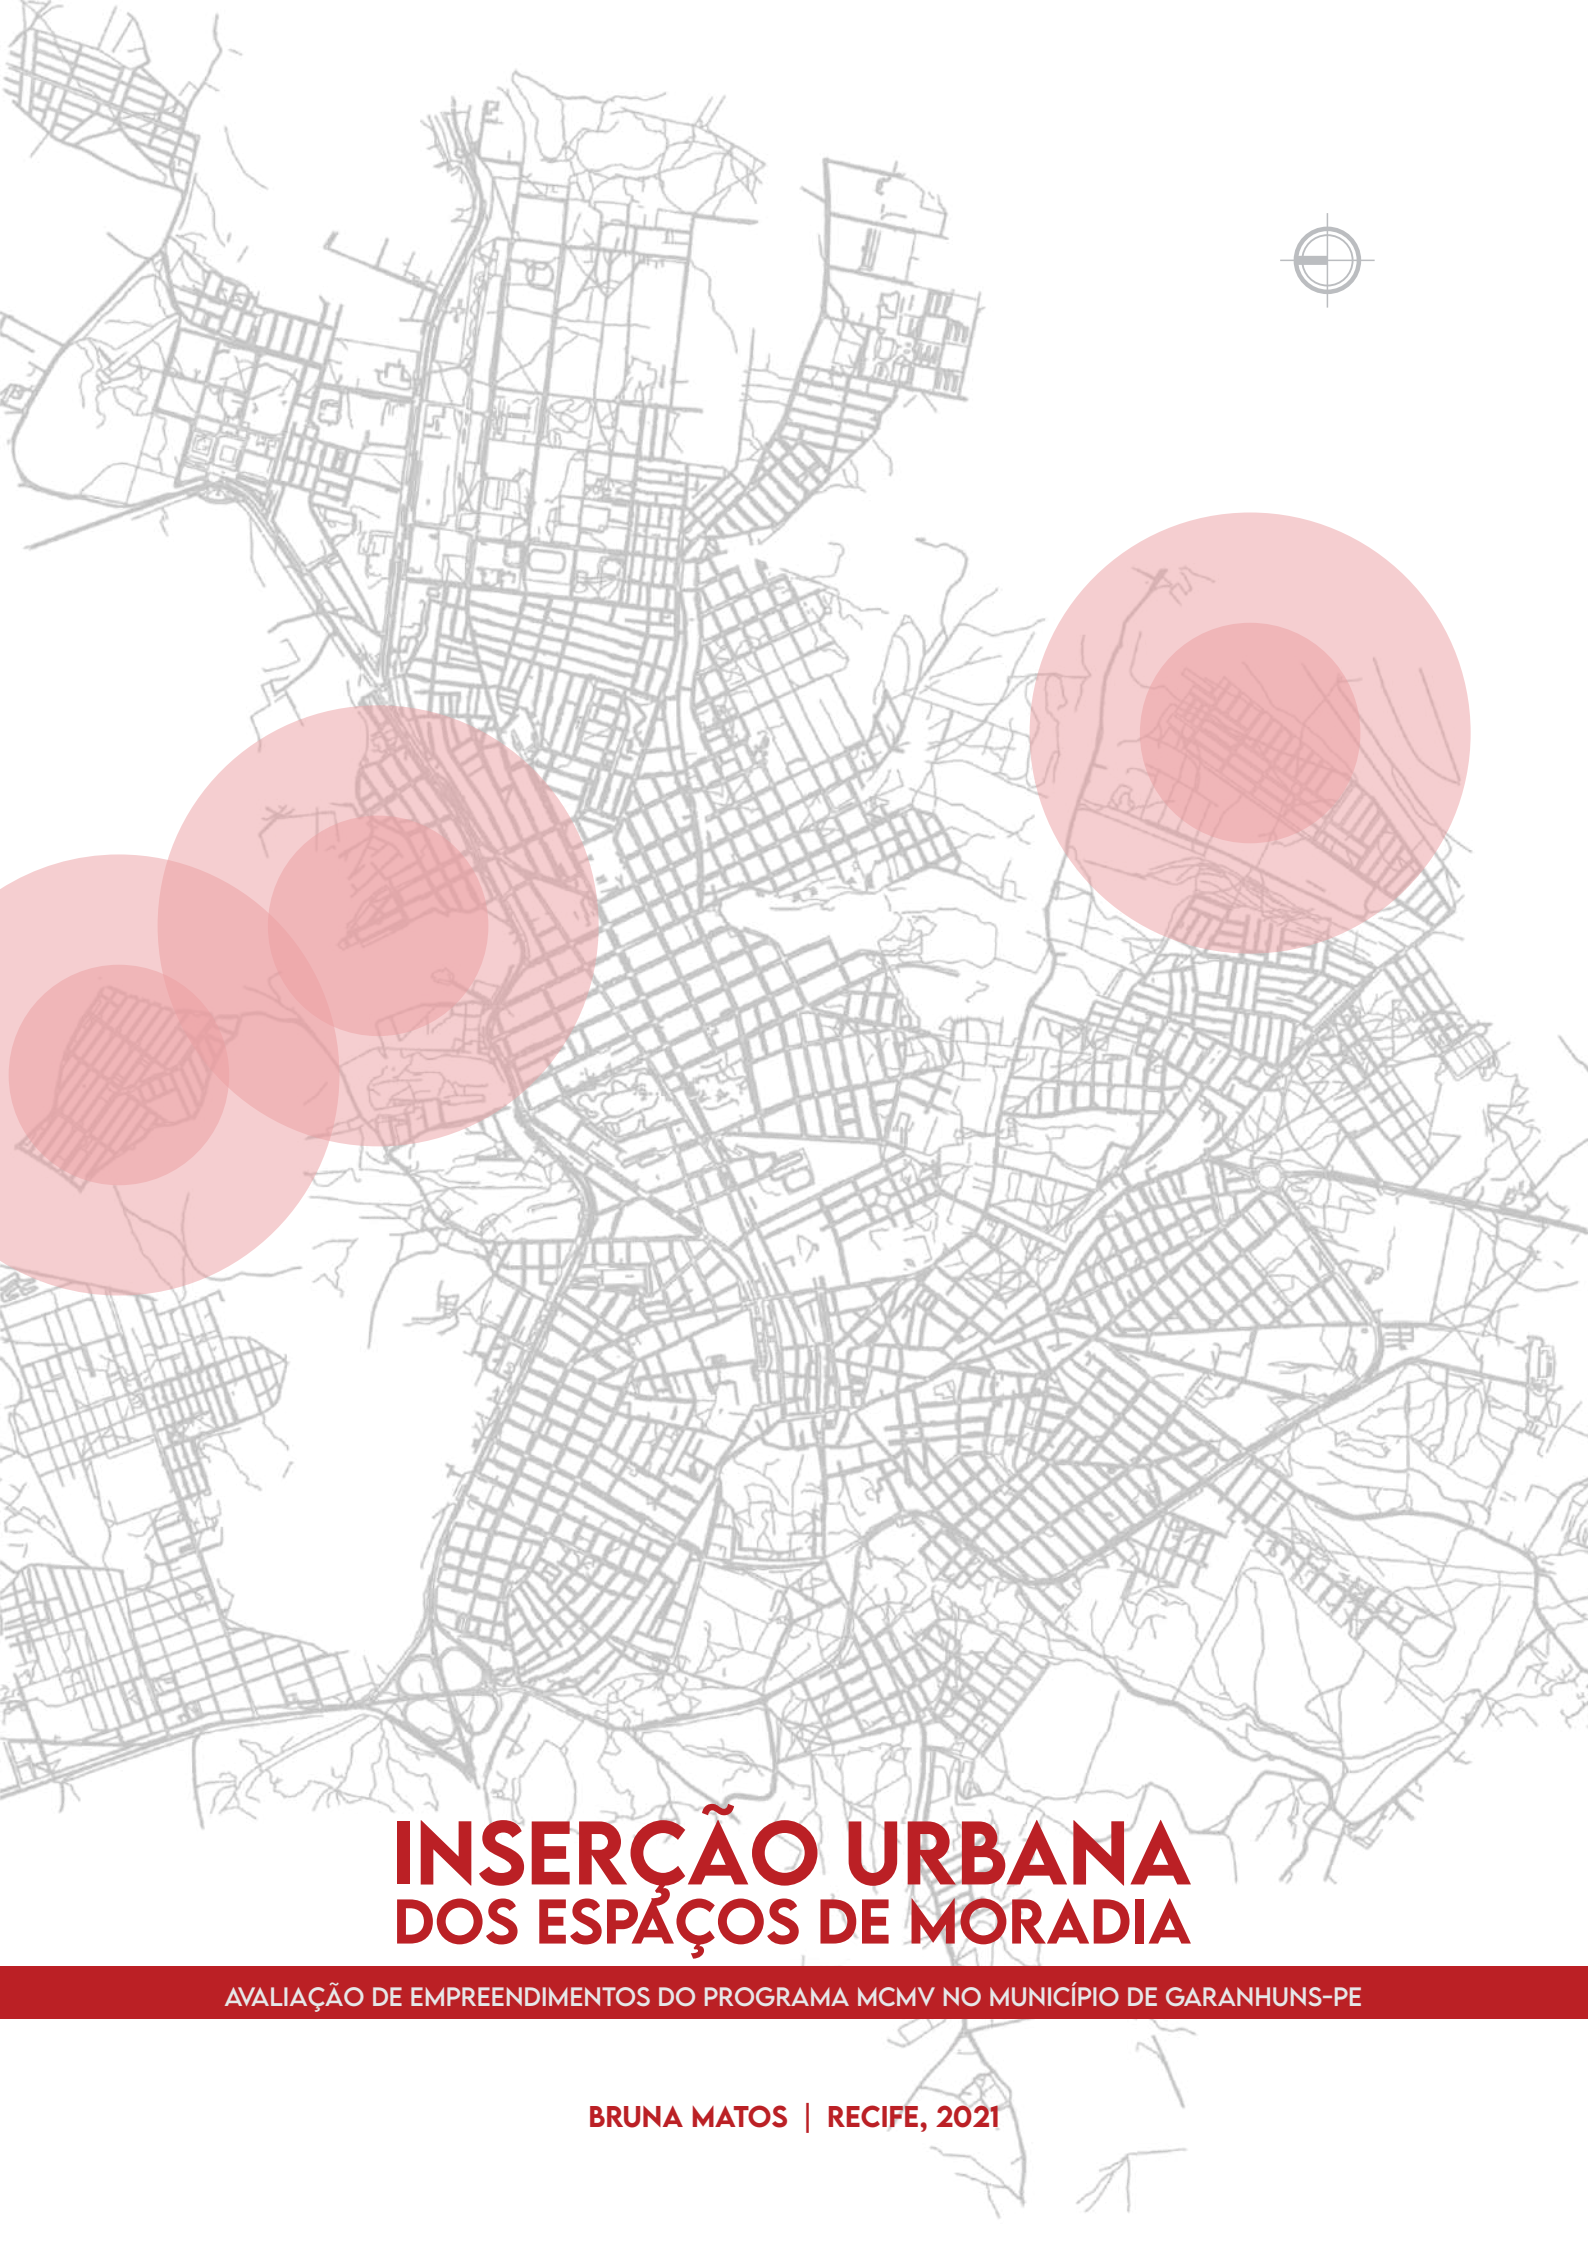 INSERÇÃO URBANA
DOS ESPAÇOS DE MORADIA
AVALIAÇÃO DE EMPREENDIMENTOS DO PROGRAMA MCMV NO MUNICÍPIO DE GARANHUNS-PE
BRUNA MATOS | RECIFE, 2021